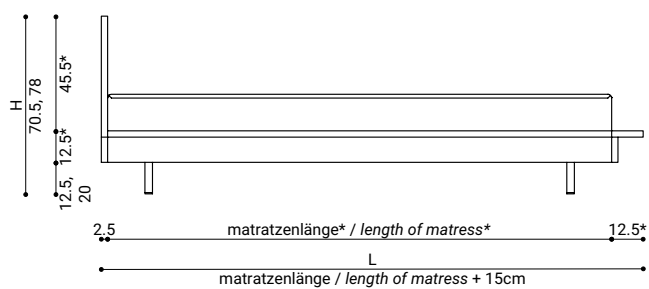 H
70.5, 78
45.5*
12.5*
12.5,
20
2.5
matratzenlänge* / length of matress*
12.5*
L
matratzenlänge / length of matress + 15cm